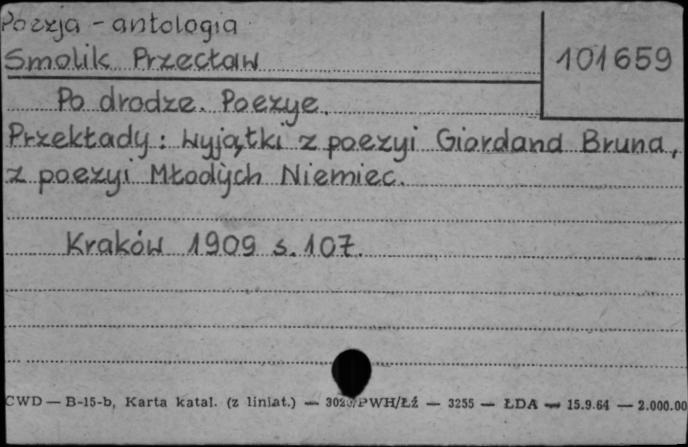 Poezja - antologia
Smolik Przecław
101659
Po drodze. Poezye.
Przekłady: Wyjątki z poezyi Giordana Bruna,
z poezyi Młodych Niemiec.
Kraków 1909 s. 107.
CWD — B-15-b, Karta katal. (z liniat.) — PWH/Łź — 3255 — ŁDA — 15.9.64 — 2.000.00